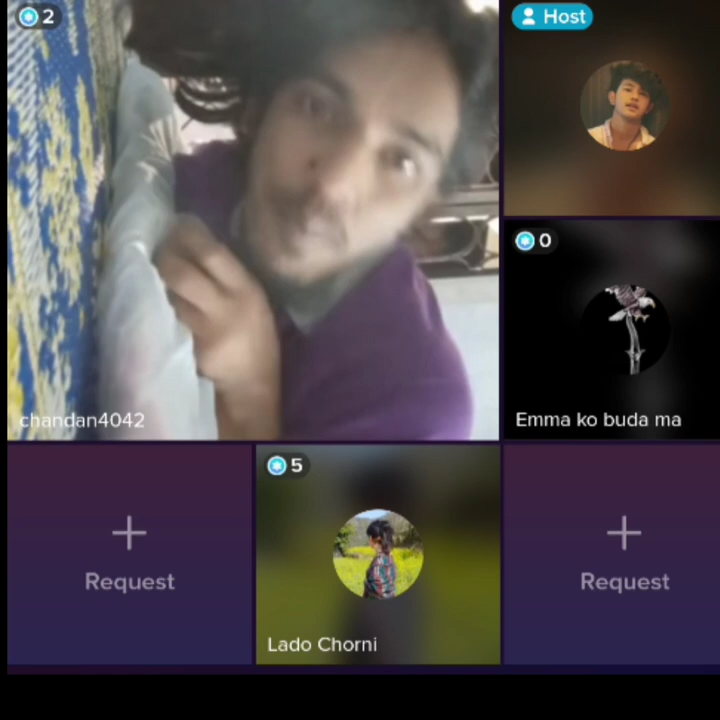 2
Host
0
chandan4042
Emma ko buda ma
5
Request
Request
Lado Chorni